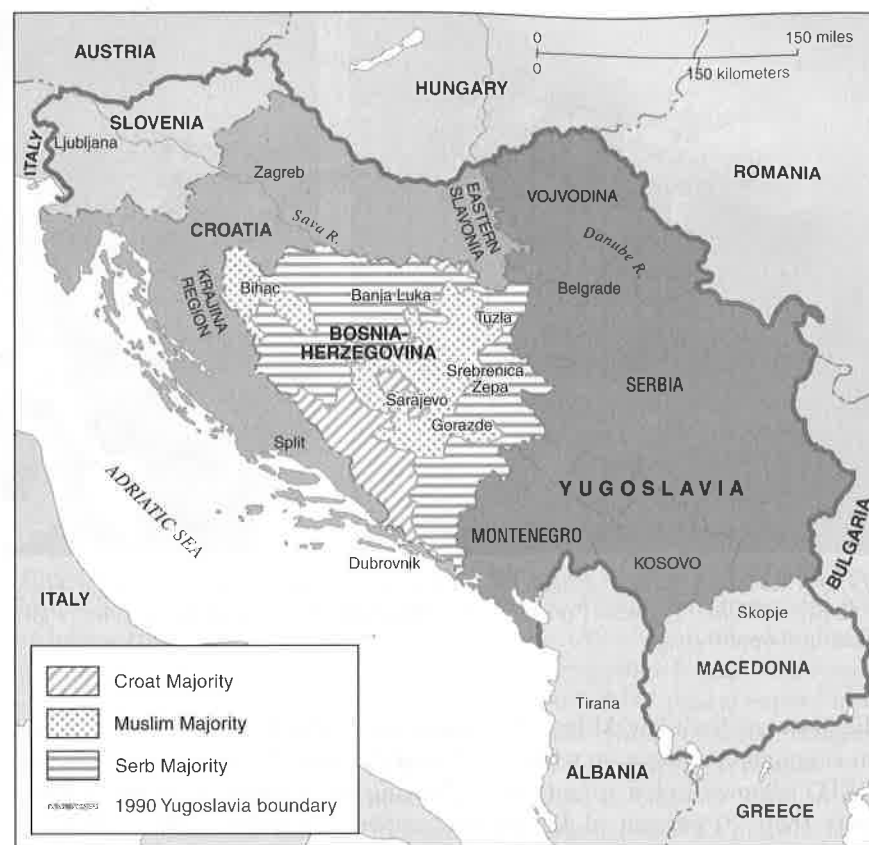 AUSTRIA
0 150 miles
0 150 kilometers
HUNGARY
SLOVENIA
ITALY
Ljubljana
ROMANIA
Zagreb
VOJVODINA
EASTERN
SLAVONIA
CROATIA
Sava R.
Danube R.
KRAJINA
REGION
Bihac
Banja Luka
Belgrade
Tuzla
BOSNIA-
HERZEGOVINA
Srebrenica
Zepa
SERBIA
Sarajevo
Gorazde
Split
ADRIATIC SEA
YUGOSLAVIA
MONTENEGRO
BULGARIA
Dubrovnik
KOSOVO
ITALY
Skopje
MACEDONIA
Croat Majority
Muslim Majority
Serb Majority
1990 Yugoslavia boundary
Tirana
ALBANIA
GREECE